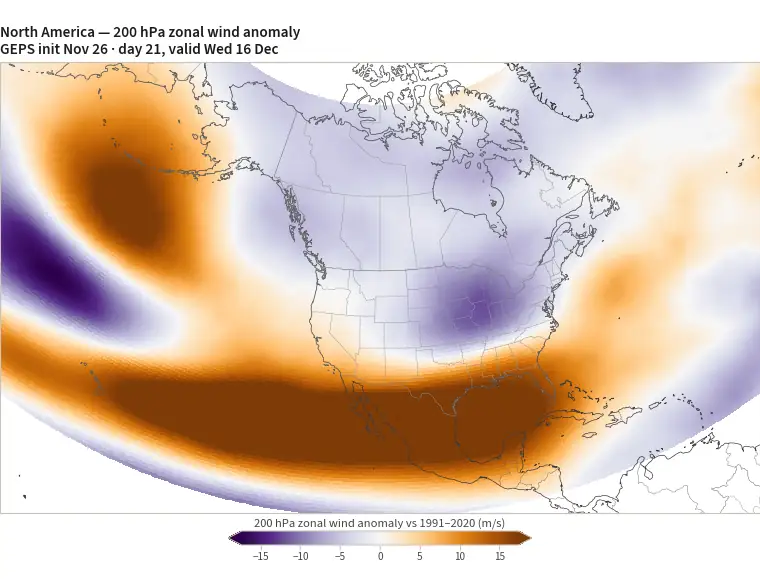 North America — 200 hPa zonal wind anomaly
GEPS init Nov 26 · day 21, valid Wed 16 Dec
200 hPa zonal wind anomaly vs 1991–2020 (m/s)
−15 −10 −5 0 5 10 15